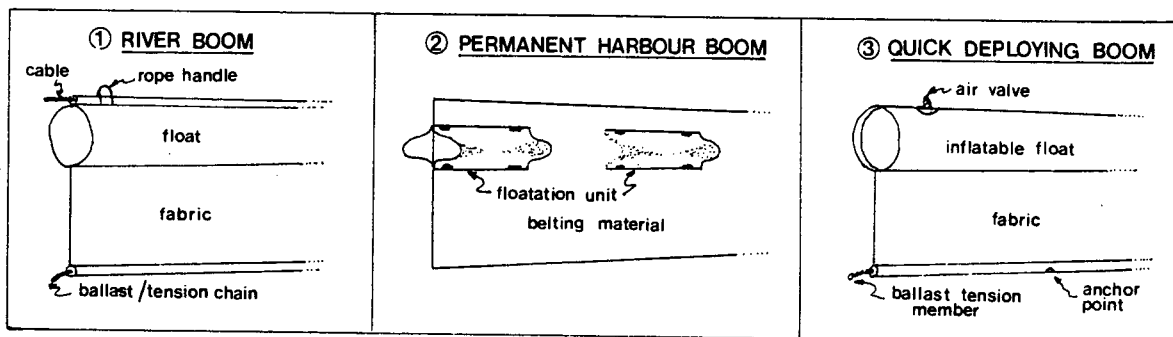 ① RIVER BOOM
cable
rope handle
float
fabric
ballast/tension chain
② PERMANENT HARBOUR BOOM
floatation unit
belting material
③ QUICK DEPLOYING BOOM
air valve
inflatable float
fabric
ballast tension
member
anchor
point